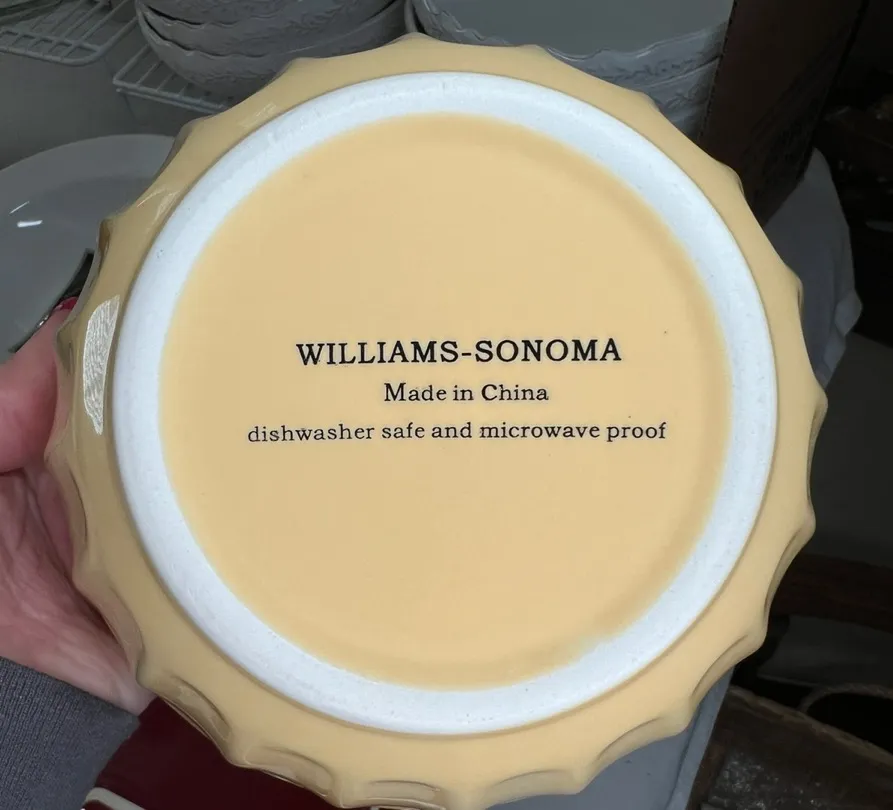 WILLIAMS-SONOMA
Made in China
dishwasher safe and microwave proof